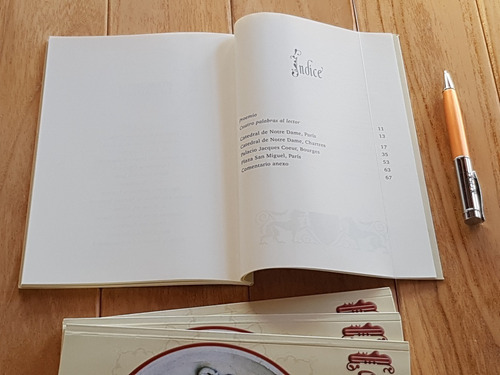 Índice
Proemio 11
Cuatro palabras al lector 13
Catedral de Notre Dame, París 17
Catedral de Notre Dame, Chartres 35
Palacio Jacques Coeur, Bourges 53
Plaza San Miguel, París 63
Comentario anexo 67